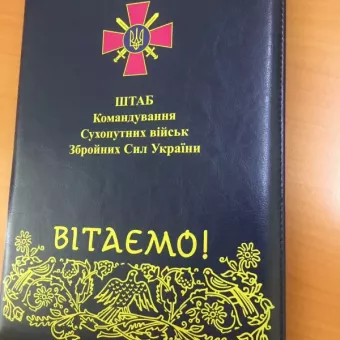 ШТАБ
Командування
Сухопутних військ
Збройних Сил України
ВІТАЄМО!